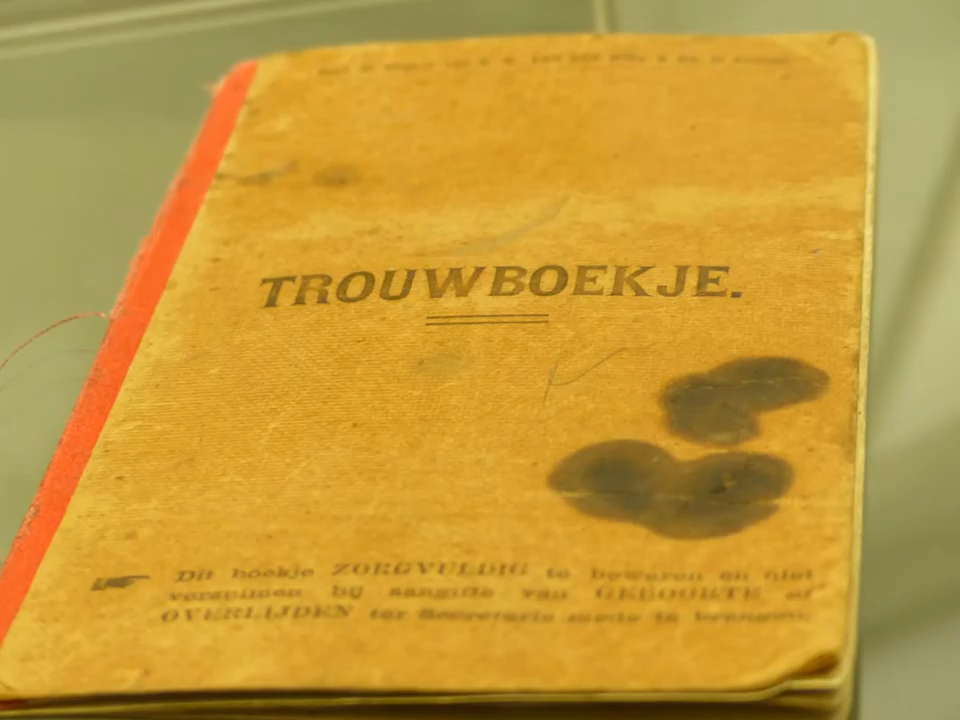 TROUWBOEKJE.
Dit boekje ZORGVULDIG te bewaren en niet
verzuimen bij aangifte van GEBOORTE of
OVERLIJDEN ter Secretarie mede te brengen.